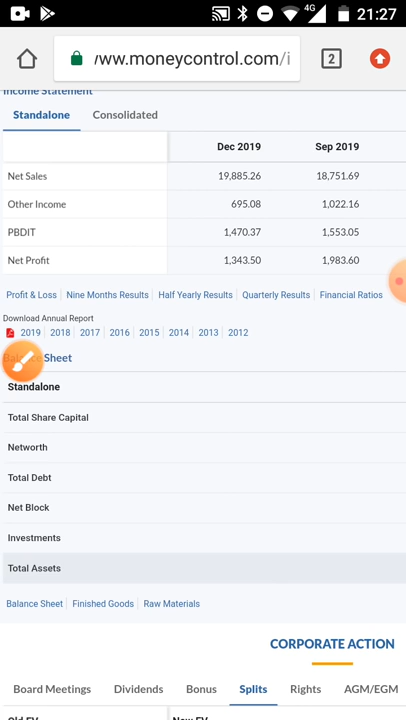 4G
21:27
/ww.moneycontrol.com/i
2
Income Statement
Standalone Consolidated
Dec 2019 Sep 2019
Net Sales 19,885.26 18,751.69
Other Income 695.08 1,022.16
PBDIT 1,470.37 1,553.05
Net Profit 1,343.50 1,983.60
Profit & Loss Nine Months Results Half Yearly Results Quarterly Results Financial Ratios
Download Annual Report
2019 2018 2017 2016 2015 2014 2013 2012
Sheet
Standalone
Total Share Capital
Networth
Total Debt
Net Block
Investments
Total Assets
Balance Sheet Finished Goods Raw Materials
CORPORATE ACTION
Board Meetings Dividends Bonus Splits Rights AGM/EGM
Old FV New FV